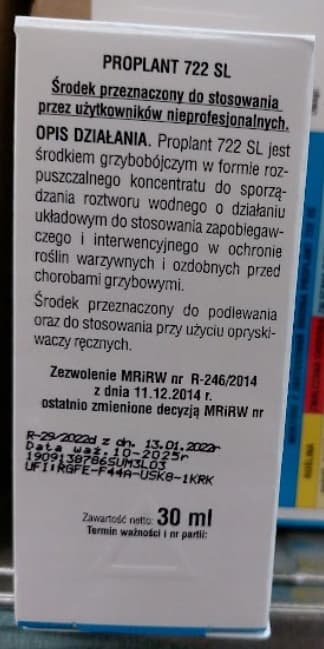 PROPLANT 722 SL
Środek przeznaczony do stosowania
przez użytkowników nieprofesjonalnych.
OPIS DZIAŁANIA. Proplant 722 SL jest
środkiem grzybobójczym w formie roz-
puszczalnego koncentratu do sporzą-
dzania roztworu wodnego o działaniu
układowym do stosowania zapobiegaw-
czego i interwencyjnego w ochronie
roślin warzywnych i ozdobnych przed
chorobami grzybowymi.
Środek przeznaczony do podlewania
oraz do stosowania przy użyciu opryski-
waczy ręcznych.
Zezwolenie MRiRW nr R-246/2014
z dnia 11.12.2014 r.
ostatnio zmienione decyzją MRiRW nr
R-29/2022d z dn. 13.01.2022r
Data waż.10-2025r
1909138786SUM3L03
UFI:RGFE-F44A-USK8-1KRK
Zawartość netto: 30 ml
Termin ważności i nr partii: